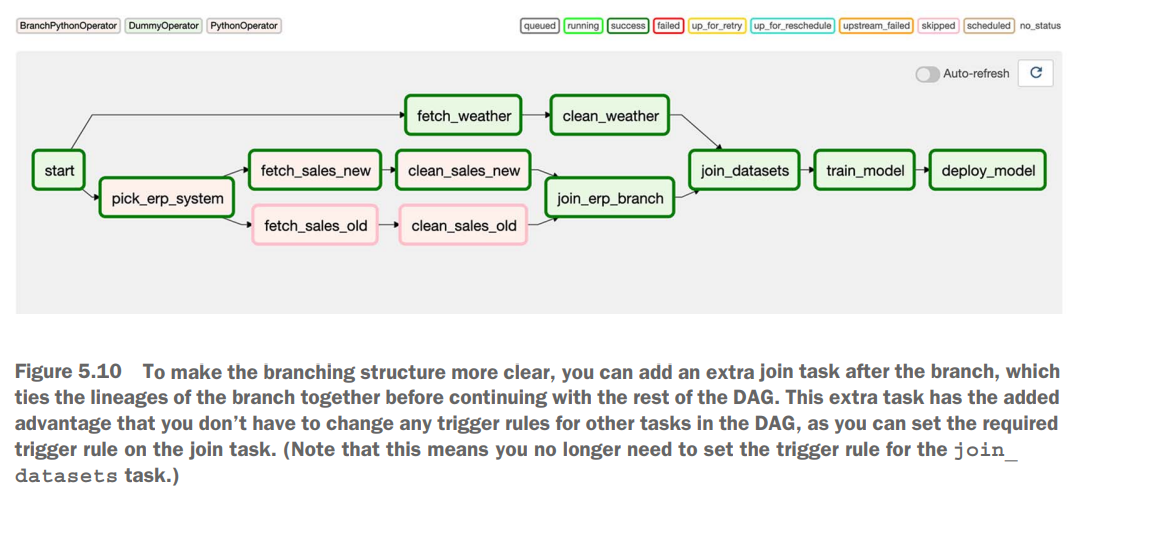 BranchPythonOperator DummyOperator PythonOperator queued running success failed up_for_retry up_for_reschedule upstream_failed skipped scheduled no_status
Auto-refresh
fetch_weather clean_weather
start fetch_sales_new clean_sales_new join_datasets train_model deploy_model
pick_erp_system join_erp_branch
fetch_sales_old clean_sales_old
Figure 5.10 To make the branching structure more clear, you can add an extra join task after the branch, which
ties the lineages of the branch together before continuing with the rest of the DAG. This extra task has the added
advantage that you don’t have to change any trigger rules for other tasks in the DAG, as you can set the required
trigger rule on the join task. (Note that this means you no longer need to set the trigger rule for the join_
datasets task.)